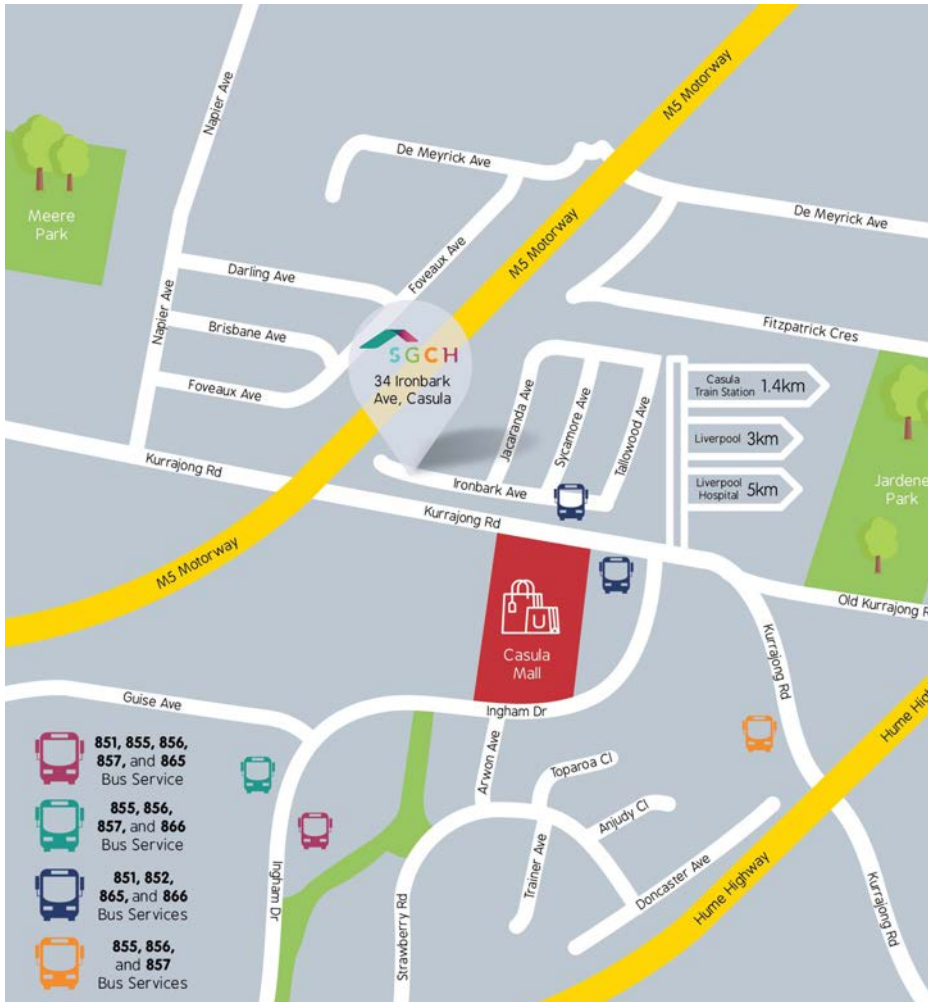 Napier Ave
M5 Motorway
De Meyrick Ave
Meere
Park
De Meyrick Ave
M5 Motorway
Foveaux Ave
Darling Ave
Napier Ave
Brisbane Ave
Fitzpatrick Cres
SGCH
34 Ironbark
Ave, Casula
Foveaux Ave
Jacaranda Ave
Sycamore Ave
Tallowood Ave
Casula
Train Station 1.4km
Liverpool 3km
Liverpool
Hospital 5km
Jardene
Park
Kurrajong Rd
Ironbark Ave
Kurrajong Rd
M5 Motorway
Old Kurrajong R
Casula
Mall
Kurrajong Rd
Guise Ave
Ingham Dr
Hume Hig
851, 855, 856,
857, and 865
Bus Service
Arwon Ave
Toparoa Cl
855, 856,
857, and 866
Bus Service
Anjudy Cl
Trainer Ave
Doncaster Ave
Hume Highway
Ingham Dr
Strawberry Rd
Kurrajong Rd
851, 852,
865, and 866
Bus Services
855, 856,
and 857
Bus Services